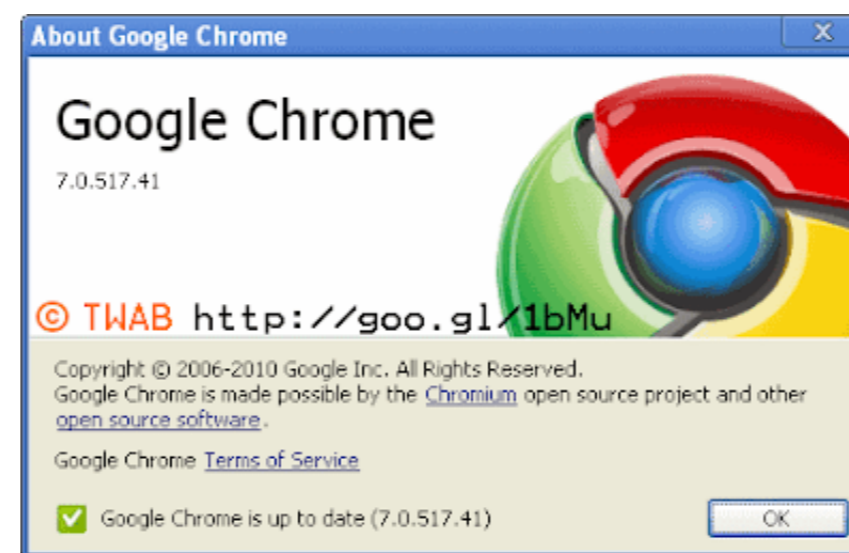 About Google Chrome
Google Chrome
7.0.517.41
© TWAB http://goo.gl/1bMu
Copyright © 2006-2010 Google Inc. All Rights Reserved.
Google Chrome is made possible by the Chromium open source project and other
open source software.
Google Chrome Terms of Service
Google Chrome is up to date (7.0.517.41)
OK